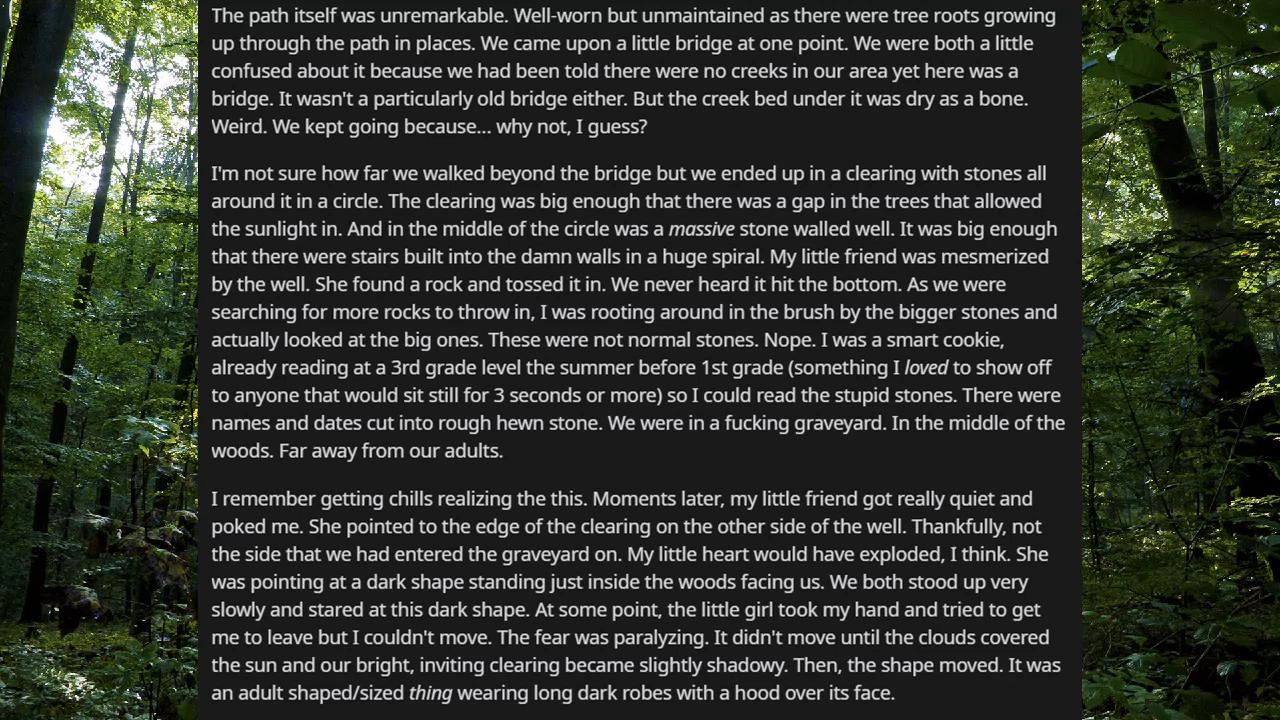 The path itself was unremarkable. Well-worn but unmaintained as there were tree roots growing
up through the path in places. We came upon a little bridge at one point. We were both a little
confused about it because we had been told there were no creeks in our area yet here was a
bridge. It wasn't a particularly old bridge either. But the creek bed under it was dry as a bone.
Weird. We kept going because... why not, I guess?
I'm not sure how far we walked beyond the bridge but we ended up in a clearing with stones all
around it in a circle. The clearing was big enough that there was a gap in the trees that allowed
the sunlight in. And in the middle of the circle was a massive stone walled well. It was big enough
that there were stairs built into the damn walls in a huge spiral. My little friend was mesmerized
by the well. She found a rock and tossed it in. We never heard it hit the bottom. As we were
searching for more rocks to throw in, I was rooting around in the brush by the bigger stones and
actually looked at the big ones. These were not normal stones. Nope. I was a smart cookie,
already reading at a 3rd grade level the summer before 1st grade (something I loved to show off
to anyone that would sit still for 3 seconds or more) so I could read the stupid stones. There were
names and dates cut into rough hewn stone. We were in a fucking graveyard. In the middle of the
woods. Far away from our adults.
I remember getting chills realizing the this. Moments later, my little friend got really quiet and
poked me. She pointed to the edge of the clearing on the other side of the well. Thankfully, not
the side that we had entered the graveyard on. My little heart would have exploded, I think. She
was pointing at a dark shape standing just inside the woods facing us. We both stood up very
slowly and stared at this dark shape. At some point, the little girl took my hand and tried to get
me to leave but I couldn't move. The fear was paralyzing. It didn't move until the clouds covered
the sun and our bright, inviting clearing became slightly shadowy. Then, the shape moved. It was
an adult shaped/sized thing wearing long dark robes with a hood over its face.